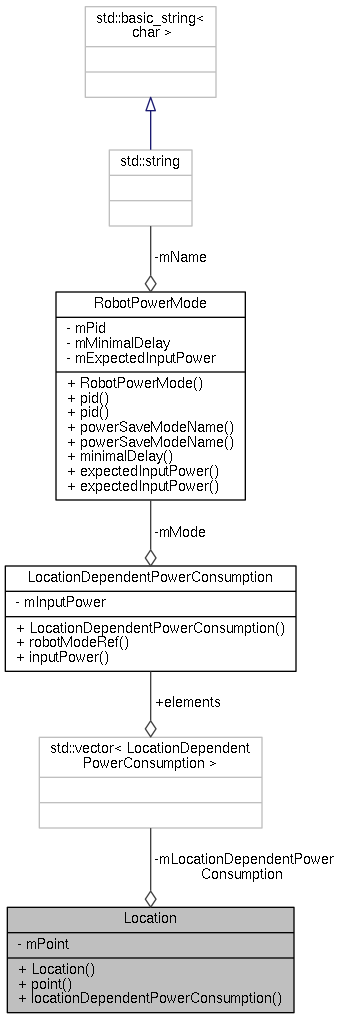 std::basic_string<
char >
std::string
-mName
RobotPowerMode
- mPid
- mMinimalDelay
- mExpectedInputPower
+ RobotPowerMode()
+ pid()
+ pid()
+ powerSaveModeName()
+ powerSaveModeName()
+ minimalDelay()
+ expectedInputPower()
+ expectedInputPower()
-mMode
LocationDependentPowerConsumption
- mInputPower
+ LocationDependentPowerConsumption()
+ robotModeRef()
+ inputPower()
+elements
std::vector< LocationDependent
PowerConsumption >
-mLocationDependentPower
Consumption
Location
- mPoint
+ Location()
+ point()
+ locationDependentPowerConsumption()